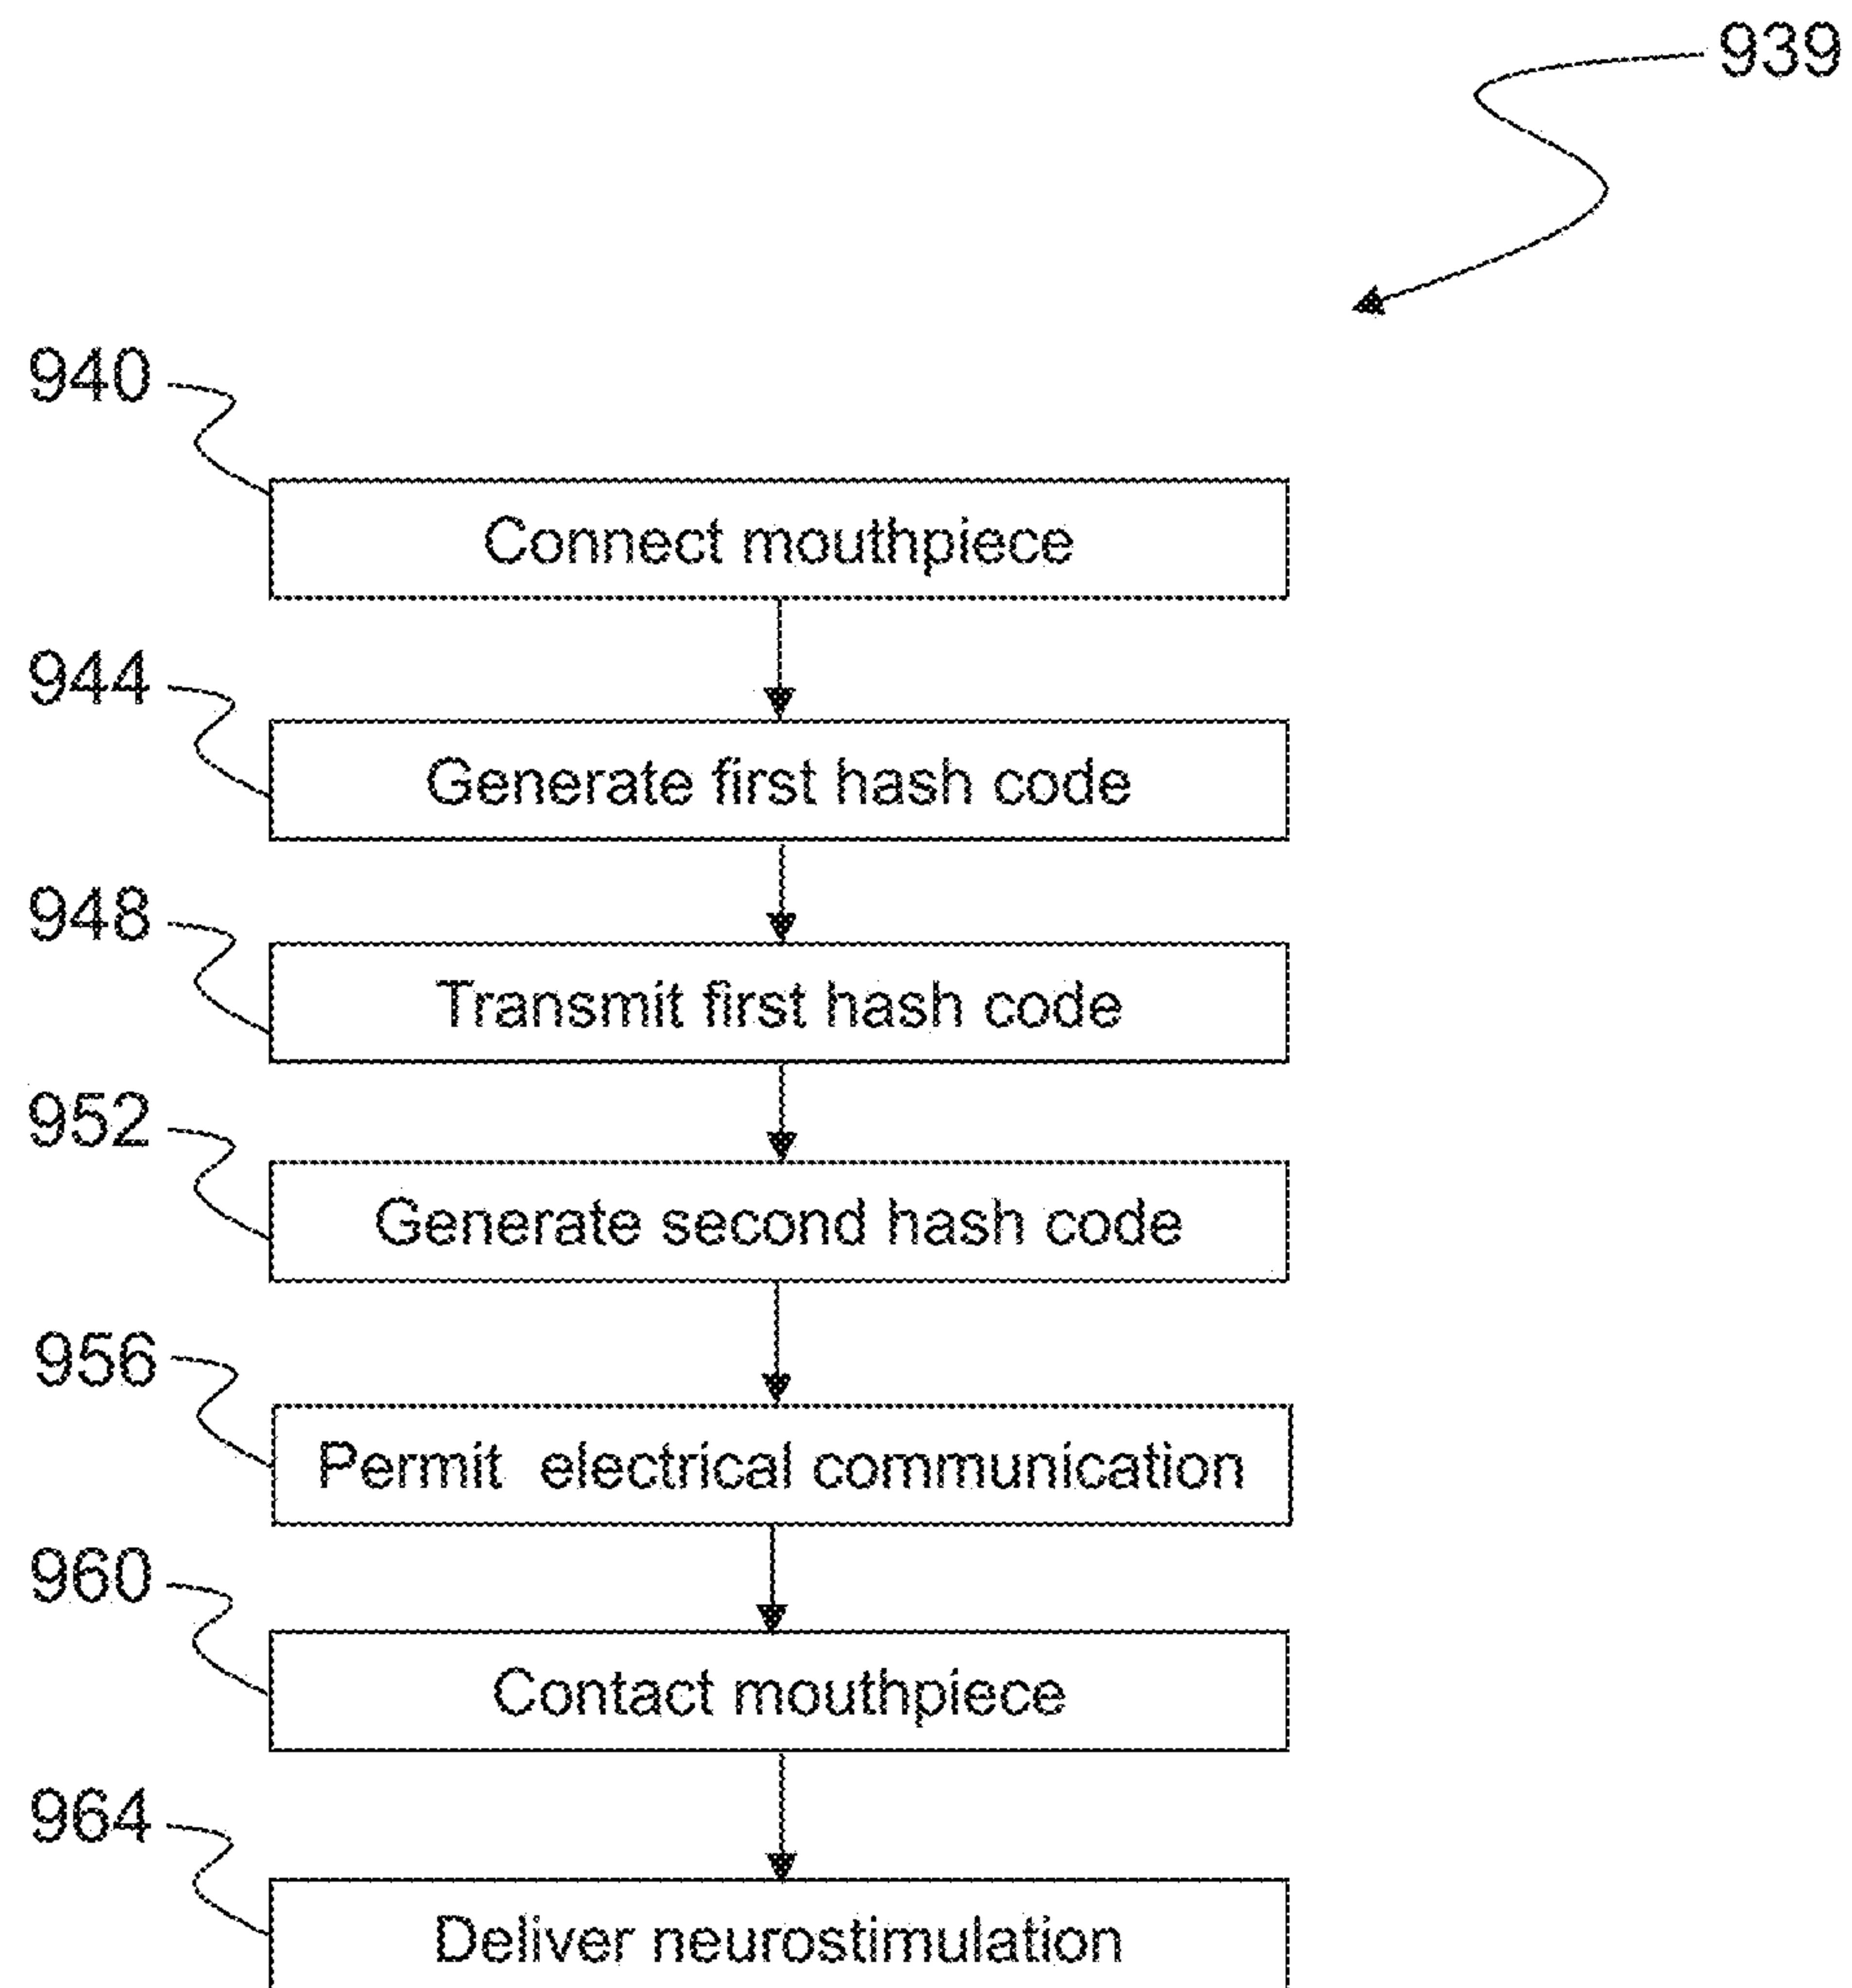 939
940
Connect mouthpiece
944
Generate first hash code
948
Transmit first hash code
952
Generate second hash code
956
Permit electrical communication
960
Contact mouthpiece
964
Deliver neurostimulation